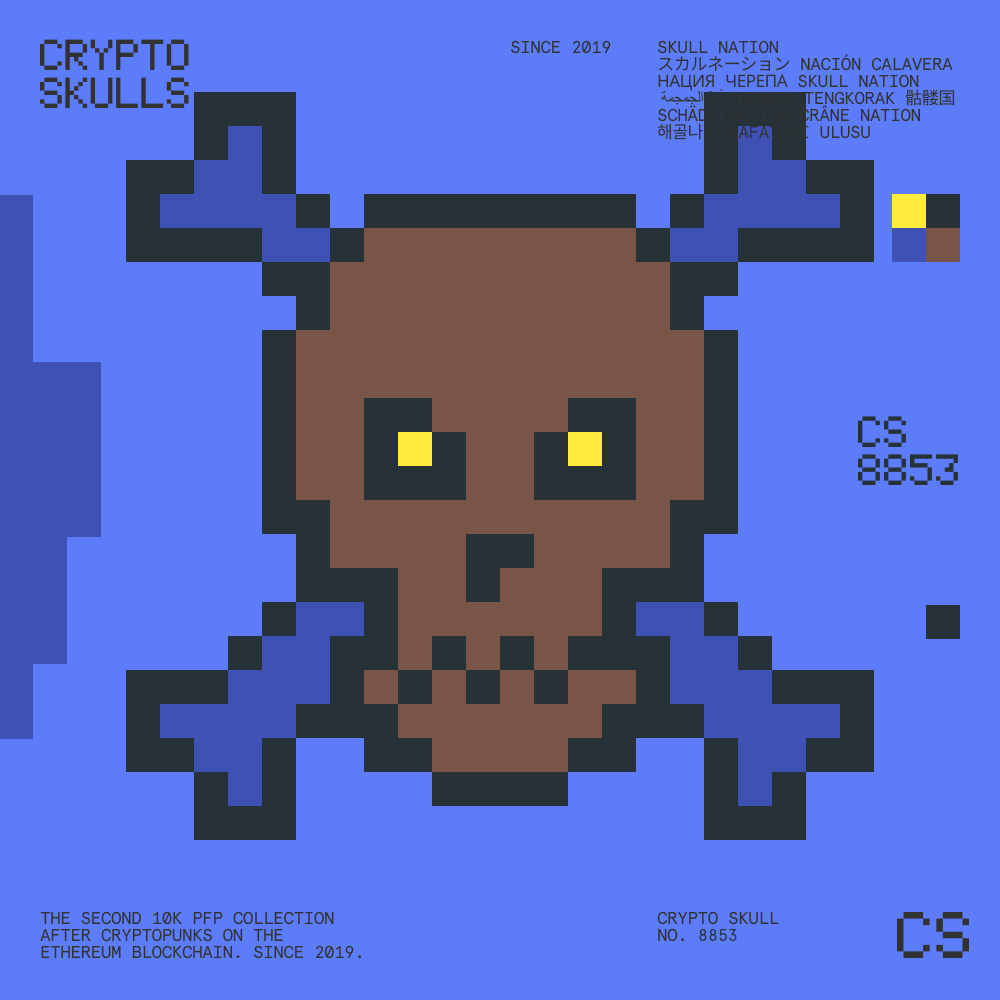 CRYPTO
SKULLS
SINCE 2019
SKULL NATION
スカルネーション NACIÓN CALAVERA
НАЦИЯ ЧЕРЕПА SKULL NATION
الجمجمة TENGKORAK 骷髅国
CRÂNE NATION
해골나 ULUSU
CS
8853
THE SECOND 10K PFP COLLECTION
AFTER CRYPTOPUNKS ON THE
ETHEREUM BLOCKCHAIN. SINCE 2019.
CRYPTO SKULL
NO. 8853
CS